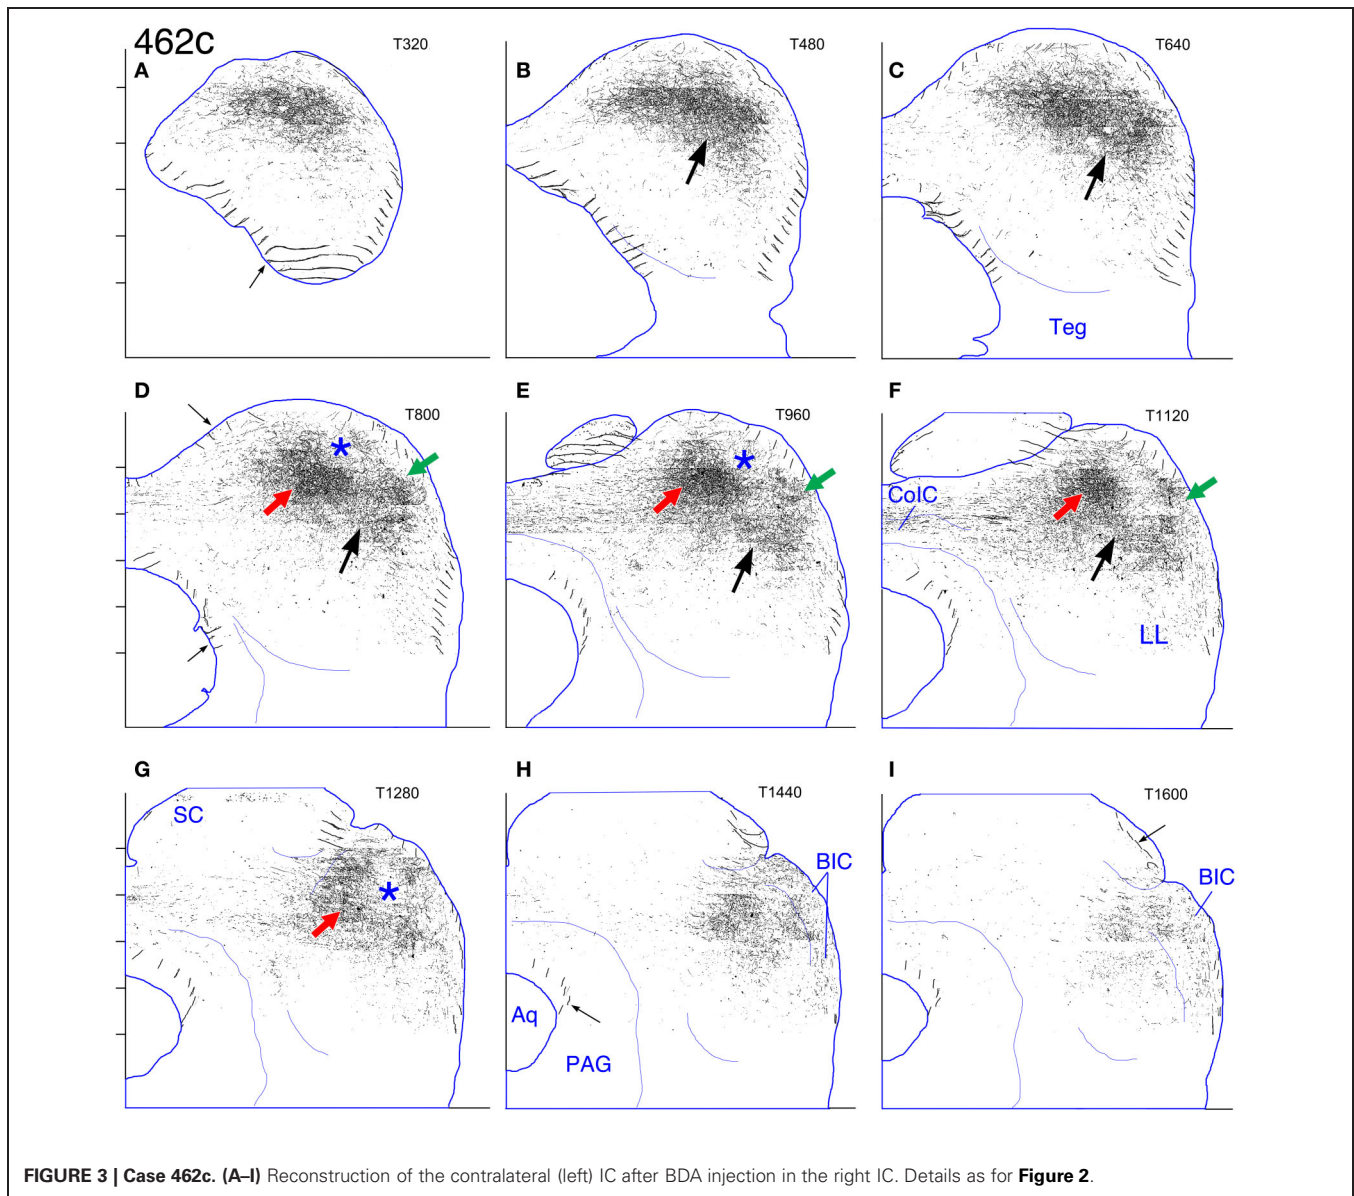 462c
A
T320
B
T480
C
T640
Teg
D
T800
*
E
T960
*
F
T1120
CoIC
LL
G
T1280
SC
*
H
T1440
BIC
Aq
PAG
I
T1600
BIC
FIGURE 3 | Case 462c. (A–I) Reconstruction of the contralateral (left) IC after BDA injection in the right IC. Details as for Figure 2.